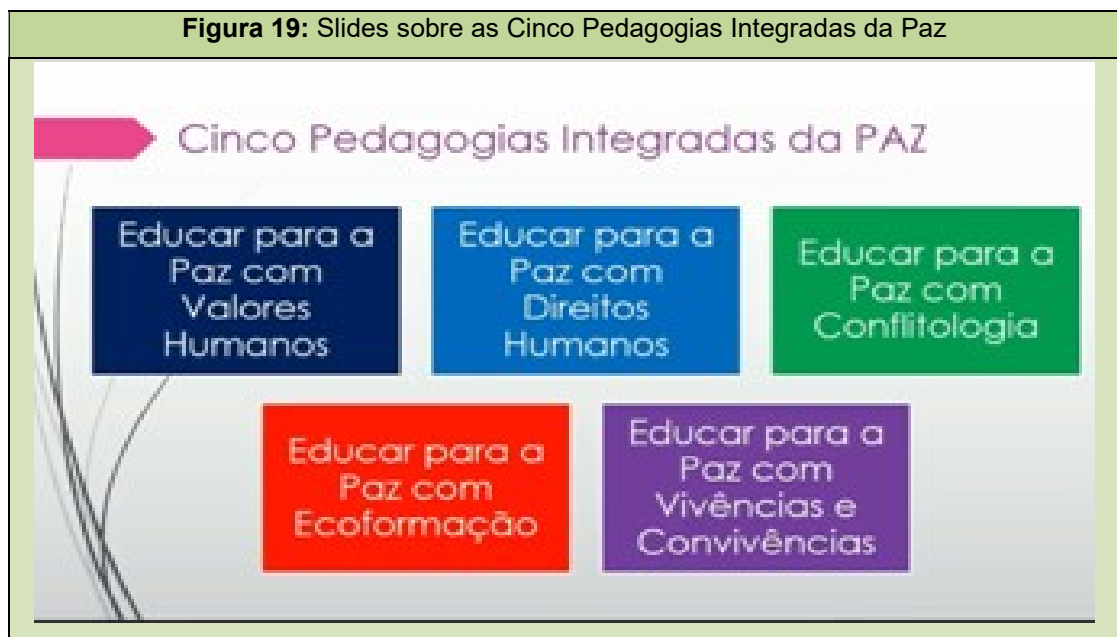 Figura 19: Slides sobre as Cinco Pedagogias Integradas da Paz
Cinco Pedagogias Integradas da PAZ
Educar para a
Paz com
Valores
Humanos
Educar para a
Paz com
Direitos
Humanos
Educar para a
Paz com
Conflitologia
Educar para a
Paz com
Ecoformação
Educar para a
Paz com
Vivências e
Convivências